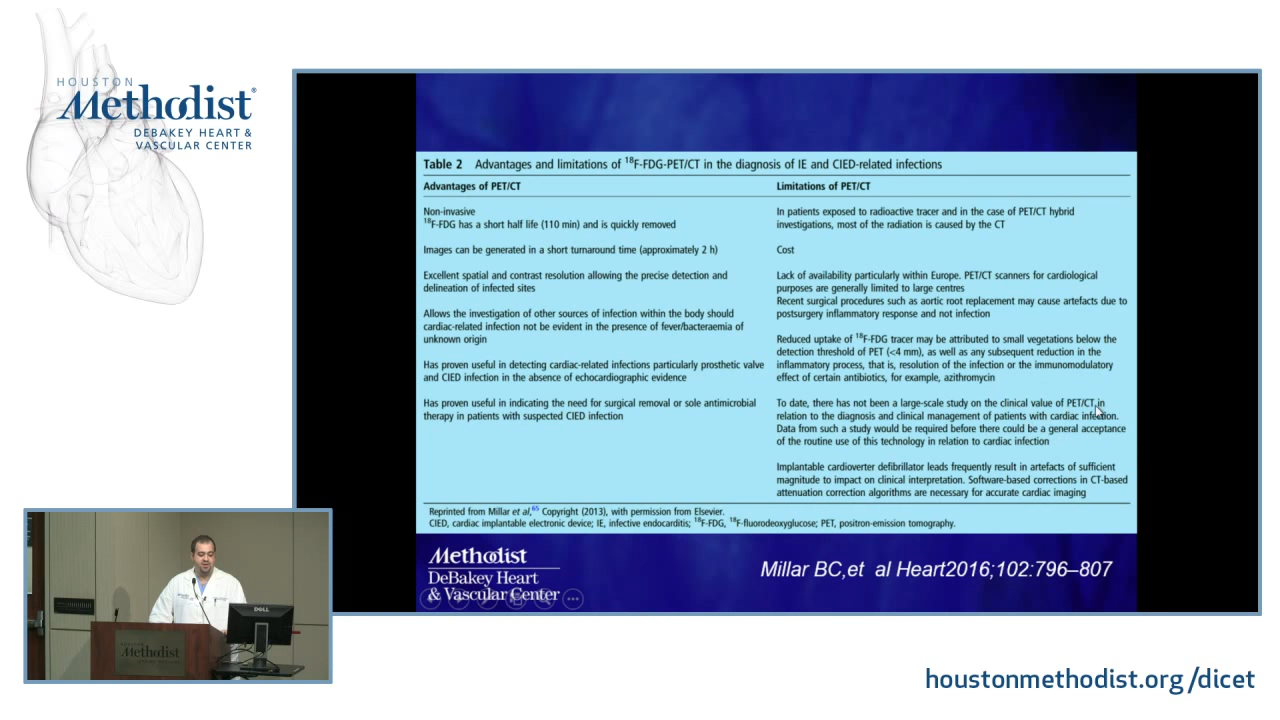 HOUSTON
Methodist®
DEBAKEY HEART &
VASCULAR CENTER
Table 2 Advantages and limitations of 18F-FDG-PET/CT in the diagnosis of IE and CIED-related infections
Advantages of PET/CT
Non-invasive
18F-FDG has a short half life (110 min) and is quickly removed
Images can be generated in a short turnaround time (approximately 2 h)
Excellent spatial and contrast resolution allowing the precise detection and
delineation of infected sites
Allows the investigation of other sources of infection within the body should
cardiac-related infection not be evident in the presence of fever/bacteraemia of
unknown origin
Has proven useful in detecting cardiac-related infections particularly prosthetic valve
and CIED infection in the absence of echocardiographic evidence
Has proven useful in indicating the need for surgical removal or sole antimicrobial
therapy in patients with suspected CIED infection
Limitations of PET/CT
In patients exposed to radioactive tracer and in the case of PET/CT hybrid
investigations, most of the radiation is caused by the CT
Cost
Lack of availability particularly within Europe. PET/CT scanners for cardiological
purposes are generally limited to large centres
Recent surgical procedures such as aortic root replacement may cause artefacts due to
postsurgery inflammatory response and not infection
Reduced uptake of 18F-FDG tracer may be attributed to small vegetations below the
detection threshold of PET (<4 mm), as well as any subsequent reduction in the
inflammatory process, that is, resolution of the infection or the immunomodulatory
effect of certain antibiotics, for example, azithromycin
To date, there has not been a large-scale study on the clinical value of PET/CT in
relation to the diagnosis and clinical management of patients with cardiac infection.
Data from such a study would be required before there could be a general acceptance
of the routine use of this technology in relation to cardiac infection
Implantable cardioverter defibrillator leads frequently result in artefacts of sufficient
magnitude to impact on clinical interpretation. Software-based corrections in CT-based
attenuation correction algorithms are necessary for accurate cardiac imaging
Reprinted from Millar et al,65 Copyright (2013), with permission from Elsevier.
CIED, cardiac implantable electronic device; IE, infective endocarditis; 18F-FDG, 18F-fluorodeoxyglucose; PET, positron-emission tomography.
Methodist
DeBakey Heart
& Vascular Center
Millar BC,et al Heart2016;102:796–807
DELL
Methodist
houstonmethodist.org/dicet